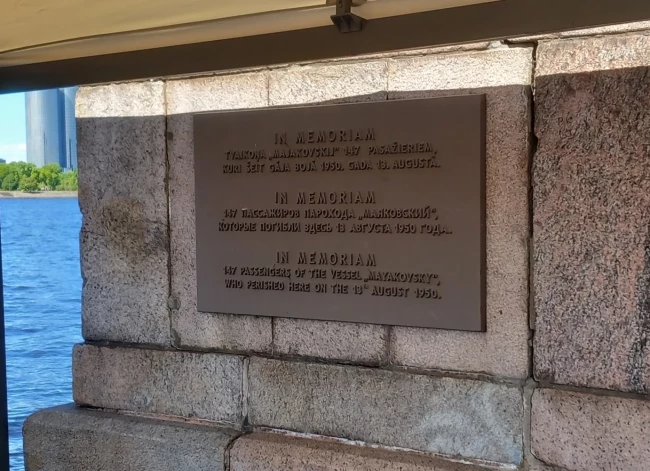 IN MEMORIAM
TVAIKOŅA „MAJAKOVSKIJ" 147 PASAŽIERIEM,
KURI ŠEIT GĀJA BOJĀ 1950. GADA 13. AUGUSTĀ.
IN MEMORIAM
147 ПАССАЖИРОВ ПАРОХОДА „МАЯКОВСКИЙ",
КОТОРЫЕ ПОГИБЛИ ЗДЕСЬ 13 АВГУСТА 1950 ГОДА.
IN MEMORIAM
147 PASSENGERS OF THE VESSEL „MAYAKOVSKY",
WHO PERISHED HERE ON THE 13TH AUGUST 1950.